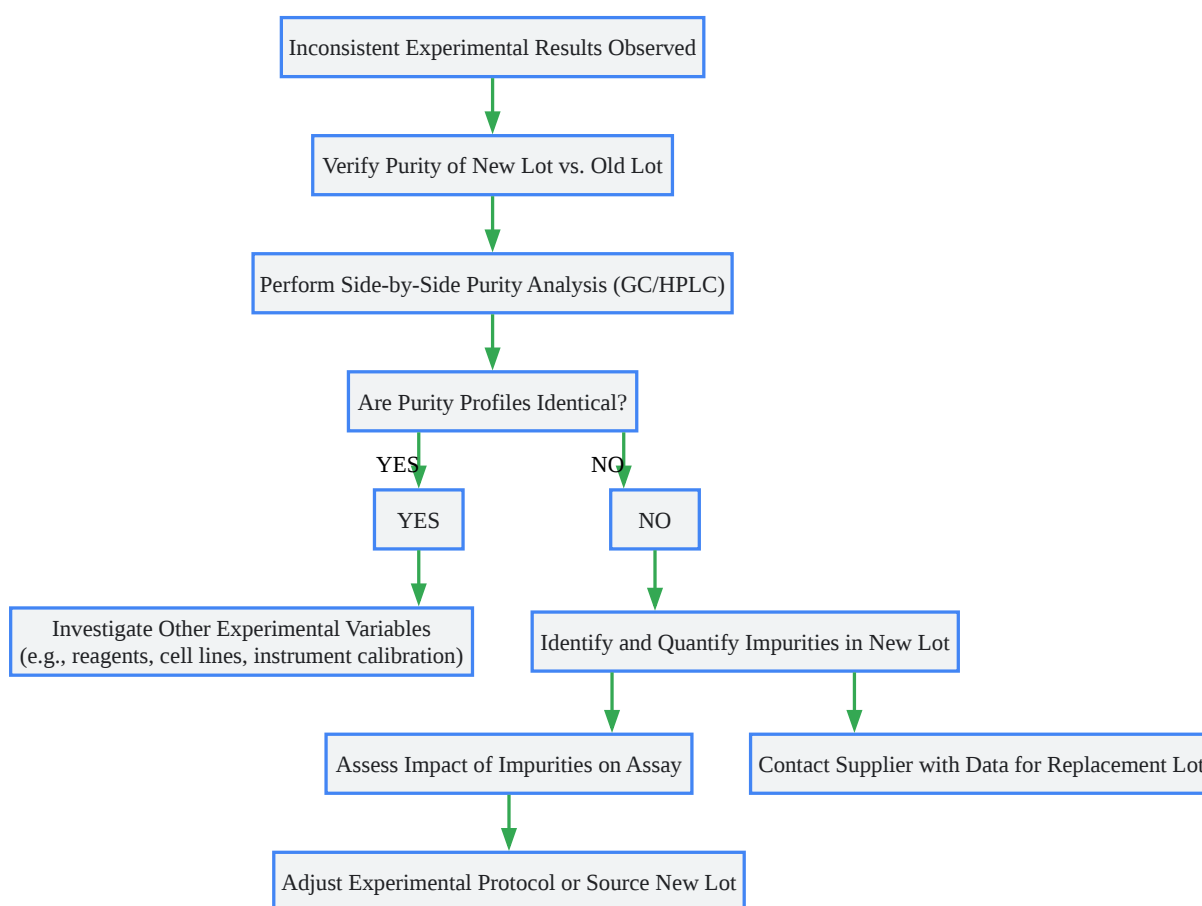 Inconsistent Experimental Results Observed
Verify Purity of New Lot vs. Old Lot
Perform Side-by-Side Purity Analysis (GC/HPLC)
Are Purity Profiles Identical?
YES
NO
YES
NO
Investigate Other Experimental Variables
(e.g., reagents, cell lines, instrument calibration)
Identify and Quantify Impurities in New Lot
Assess Impact of Impurities on Assay
Contact Supplier with Data for Replacement Lot
Adjust Experimental Protocol or Source New Lot